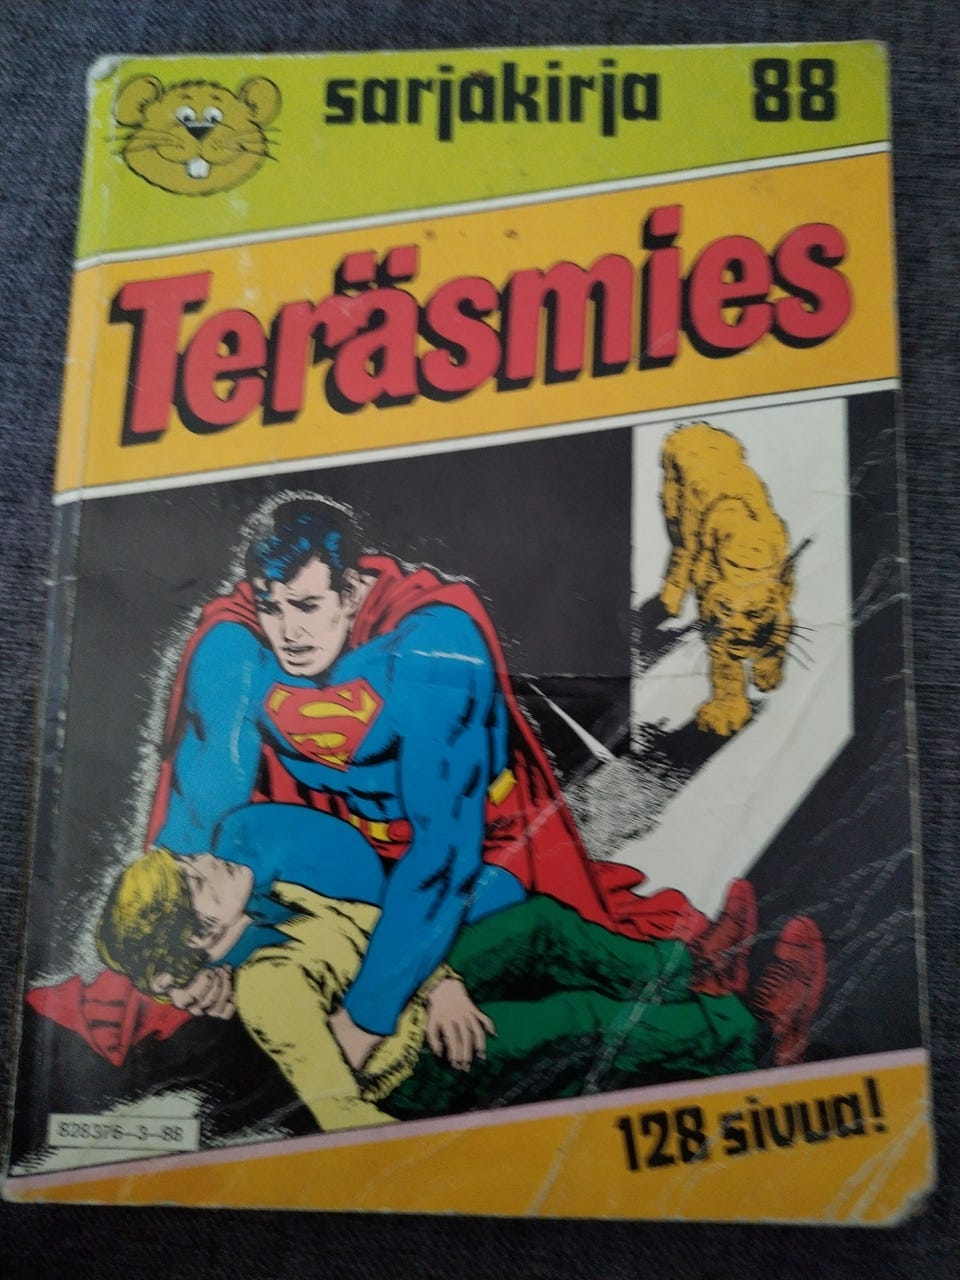 sarjakirja 88
Teräsmies
S
828376-3-88
128 sivua!